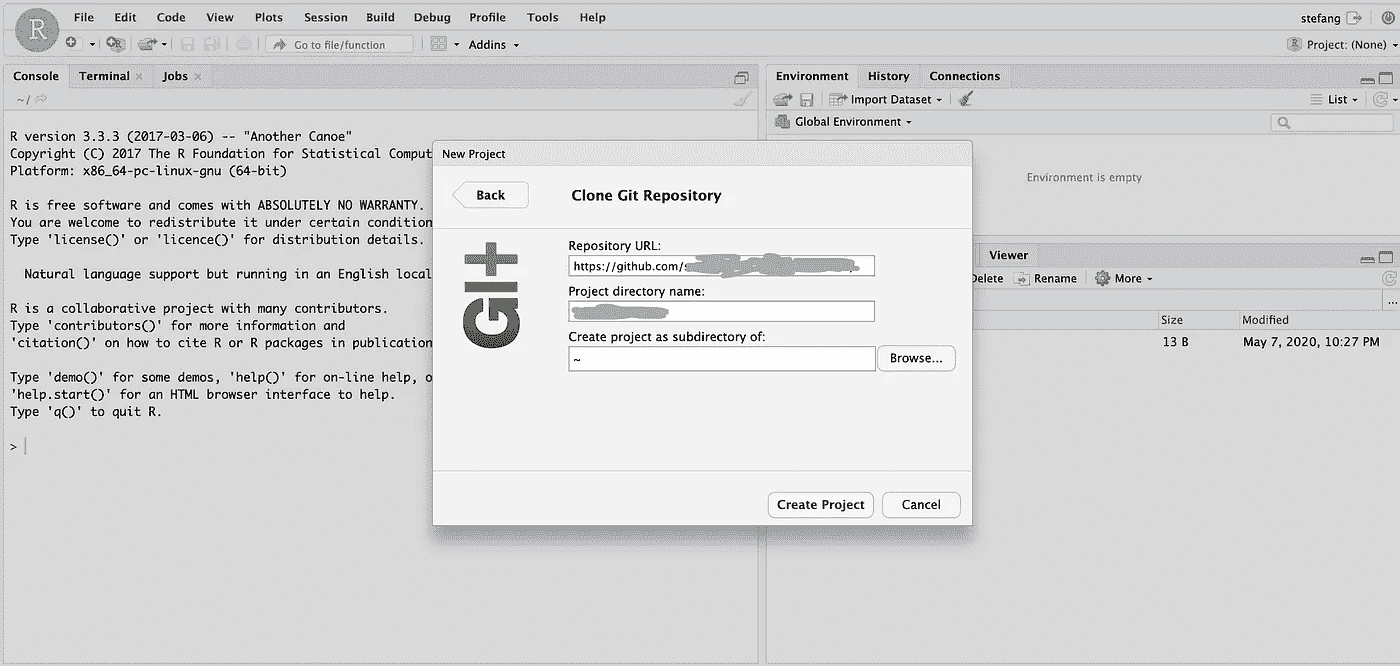 File Edit Code View Plots Session Build Debug Profile Tools Help
stefang
R
Go to file/function
Addins
Project: (None)
Console Terminal × Jobs ×
~/
R version 3.3.3 (2017-03-06) -- "Another Canoe"
Copyright (C) 2017 The R Foundation for Statistical Comput
Platform: x86_64-pc-linux-gnu (64-bit)
R is free software and comes with ABSOLUTELY NO WARRANTY.
You are welcome to redistribute it under certain condition
Type 'license()' or 'licence()' for distribution details.
Natural language support but running in an English local
R is a collaborative project with many contributors.
Type 'contributors()' for more information and
'citation()' on how to cite R or R packages in publication
Type 'demo()' for some demos, 'help()' for on-line help, o
'help.start()' for an HTML browser interface to help.
Type 'q()' to quit R.
>
New Project
Back
Clone Git Repository
GIT
Repository URL:
https://github.com/
Project directory name:
Create project as subdirectory of:
~
Browse...
Create Project
Cancel
Environment History Connections
Import Dataset
List
Global Environment
Environment is empty
Viewer
Delete Rename More
...
Size Modified
13 B May 7, 2020, 10:27 PM